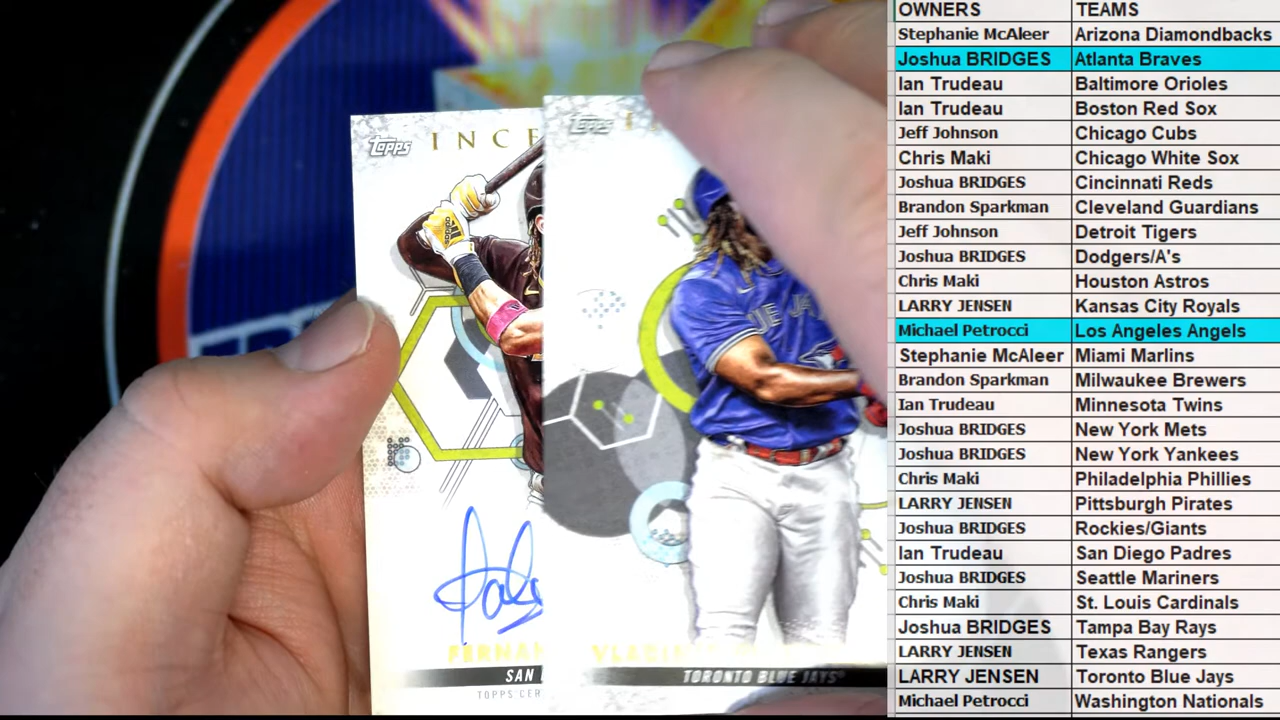 topps INCE
topps
FERNAN
SAN
TOPPS CER
TORONTO BLUE JAYS
OWNERS TEAMS
Stephanie McAleer Arizona Diamondbacks
Joshua BRIDGES Atlanta Braves
Ian Trudeau Baltimore Orioles
Ian Trudeau Boston Red Sox
Jeff Johnson Chicago Cubs
Chris Maki Chicago White Sox
Joshua BRIDGES Cincinnati Reds
Brandon Sparkman Cleveland Guardians
Jeff Johnson Detroit Tigers
Joshua BRIDGES Dodgers/A's
Chris Maki Houston Astros
LARRY JENSEN Kansas City Royals
Michael Petrocci Los Angeles Angels
Stephanie McAleer Miami Marlins
Brandon Sparkman Milwaukee Brewers
Ian Trudeau Minnesota Twins
Joshua BRIDGES New York Mets
Joshua BRIDGES New York Yankees
Chris Maki Philadelphia Phillies
LARRY JENSEN Pittsburgh Pirates
Joshua BRIDGES Rockies/Giants
Ian Trudeau San Diego Padres
Joshua BRIDGES Seattle Mariners
Chris Maki St. Louis Cardinals
Joshua BRIDGES Tampa Bay Rays
LARRY JENSEN Texas Rangers
LARRY JENSEN Toronto Blue Jays
Michael Petrocci Washington Nationals